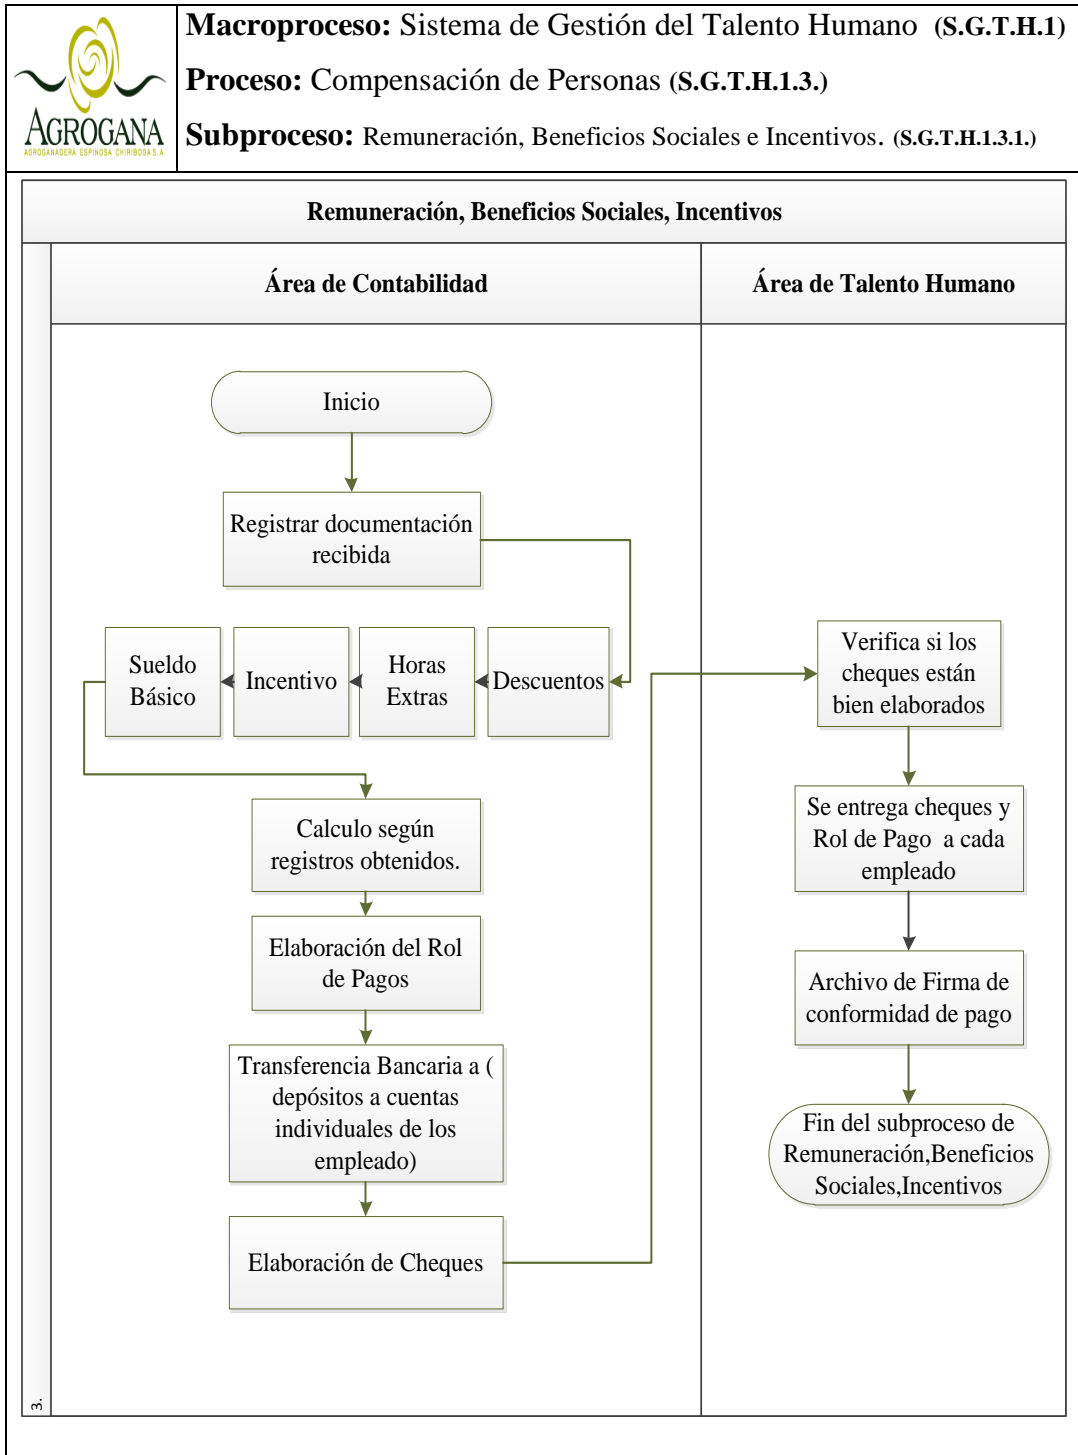 AGROGANA
AGROGANADERA ESPINOSA CHIRIBOGA S.A.
Macroproceso: Sistema de Gestión del Talento Humano (S.G.T.H.1)
Proceso: Compensación de Personas (S.G.T.H.1.3.)
Subproceso: Remuneración, Beneficios Sociales e Incentivos. (S.G.T.H.1.3.1.)
Remuneración, Beneficios Sociales, Incentivos
Área de Contabilidad
Área de Talento Humano
Inicio
Registrar documentación
recibida
Descuentos
Horas
Extras
Incentivo
Sueldo
Básico
Calculo según
registros obtenidos.
Elaboración del Rol
de Pagos
Transferencia Bancaria a (
depósitos a cuentas
individuales de los
empleado)
Elaboración de Cheques
Verifica si los
cheques están
bien elaborados
Se entrega cheques y
Rol de Pago a cada
empleado
Archivo de Firma de
conformidad de pago
Fin del subproceso de
Remuneración,Beneficios
Sociales,Incentivos
3.